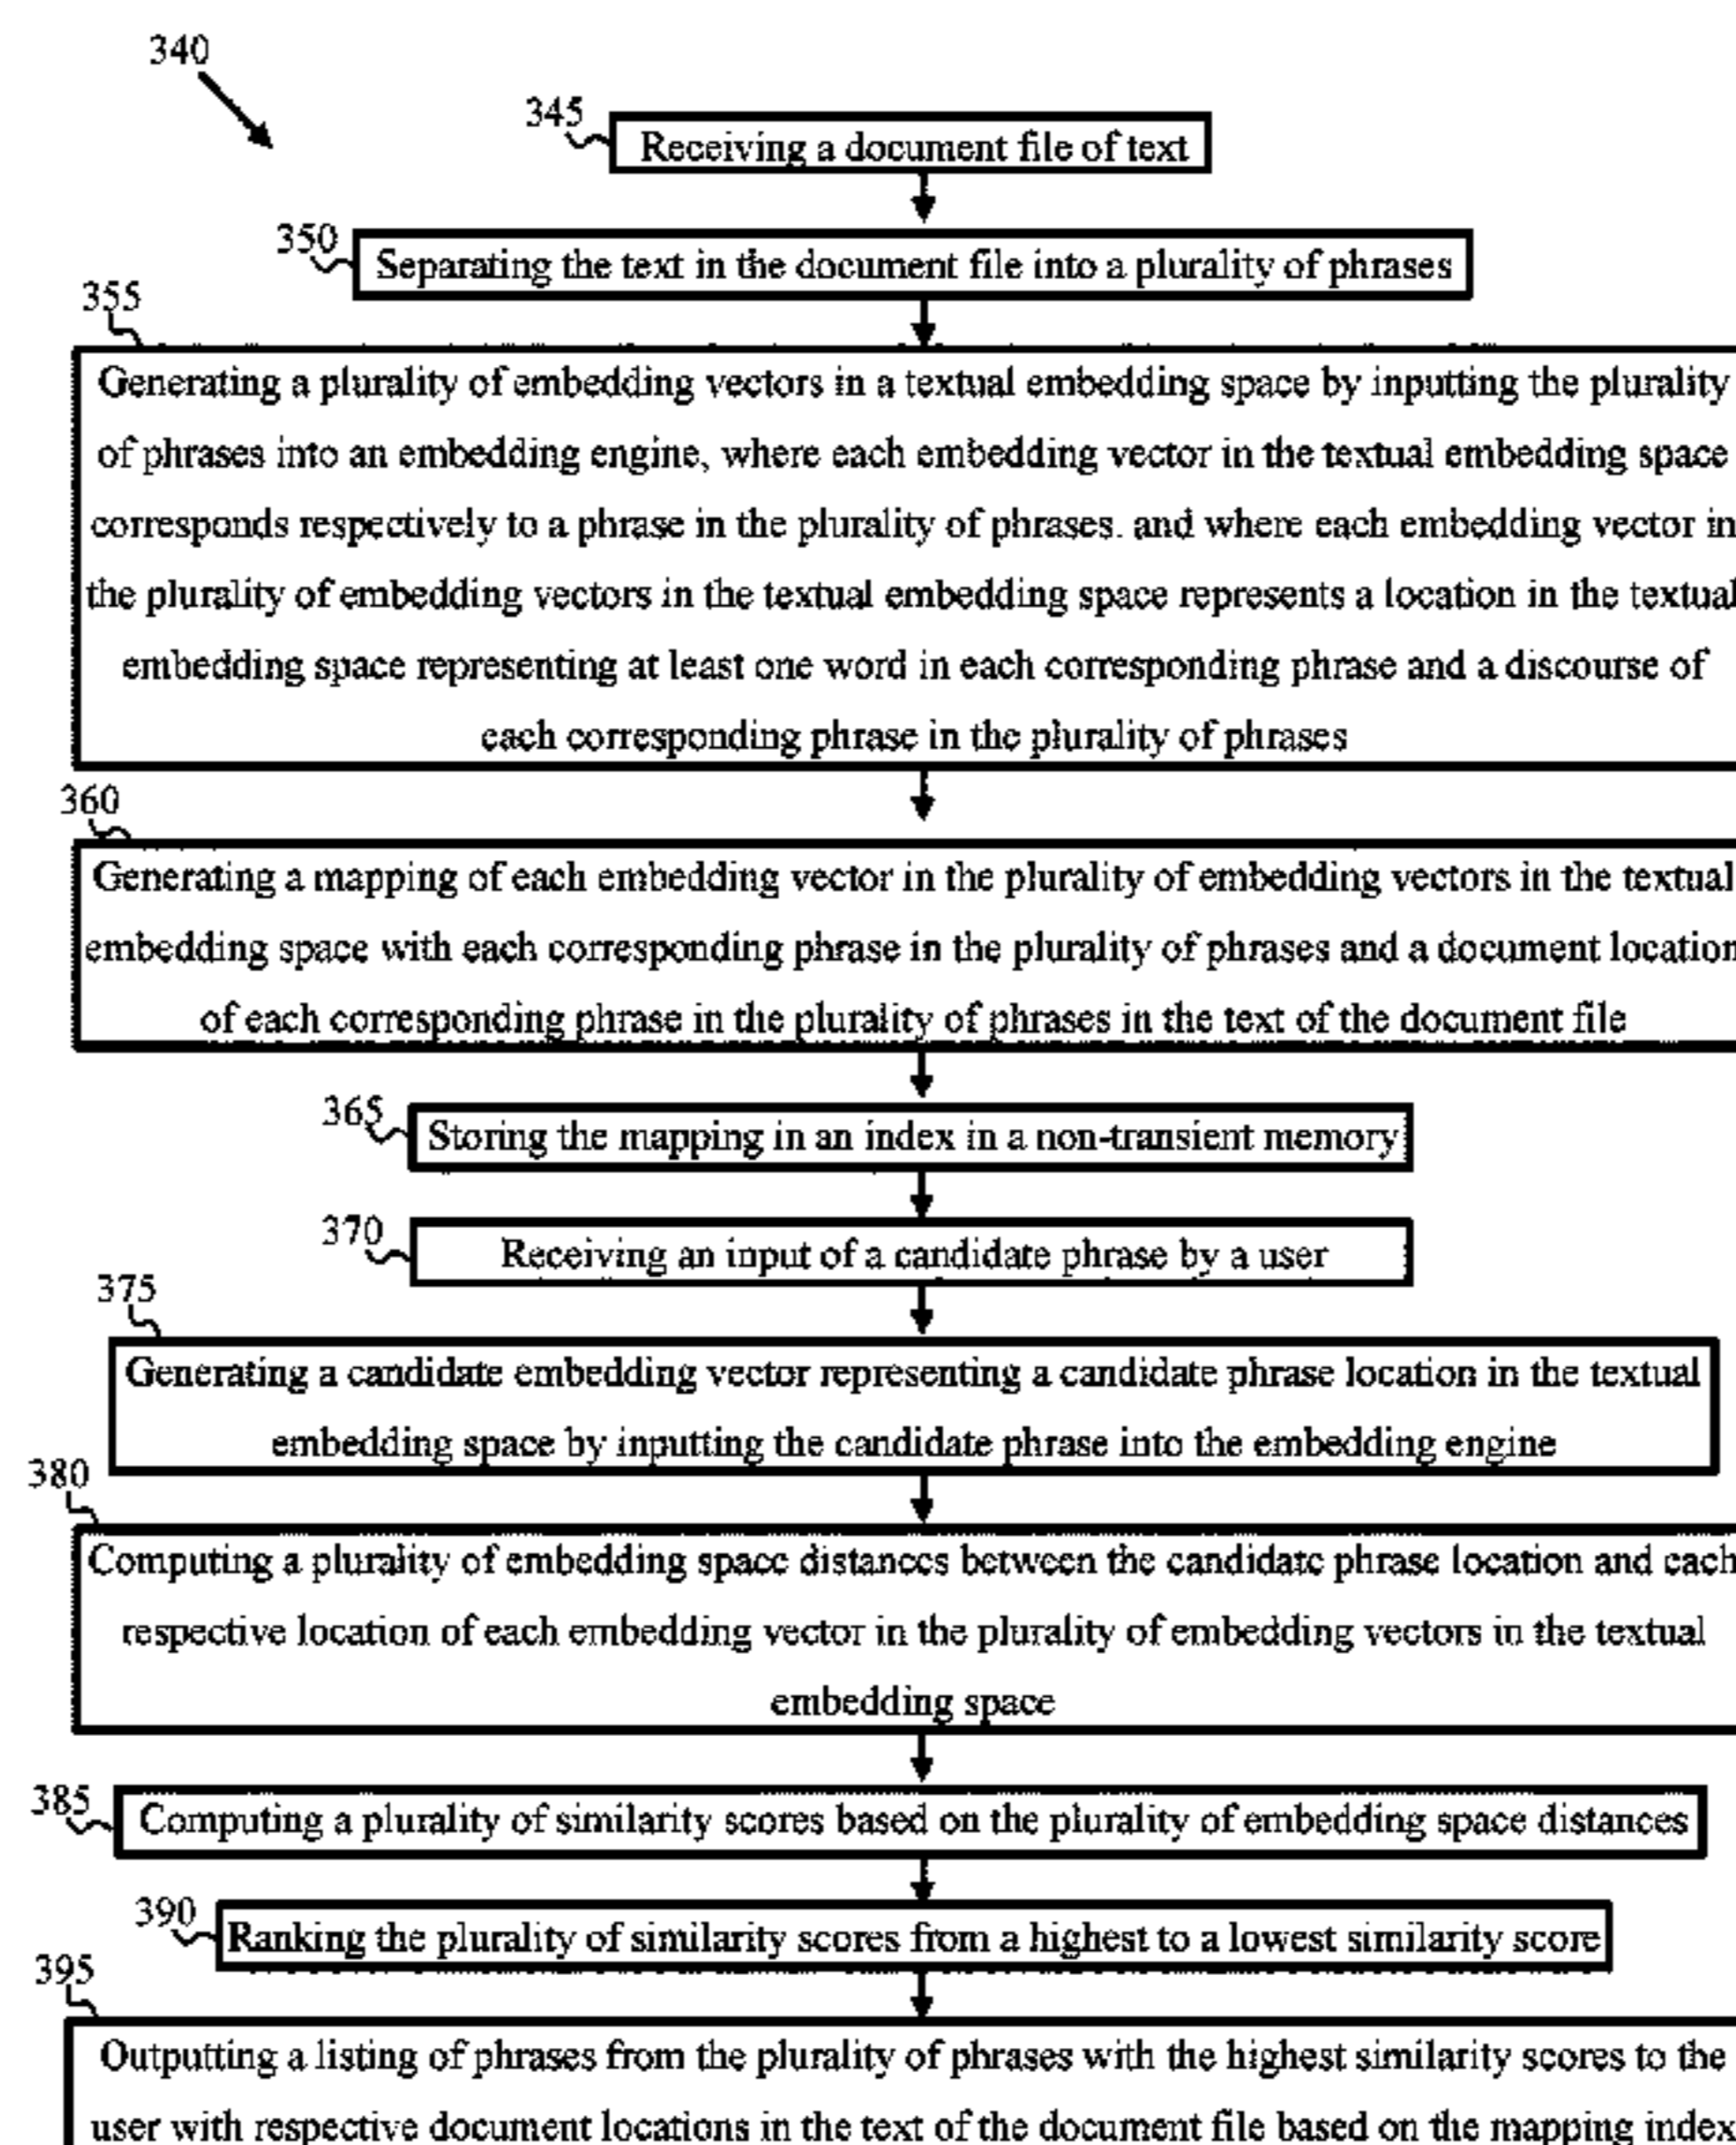 340
345
Receiving a document file of text
350
Separating the text in the document file into a plurality of phrases
355
Generating a plurality of embedding vectors in a textual embedding space by inputting the plurality
of phrases into an embedding engine, where each embedding vector in the textual embedding space
corresponds respectively to a phrase in the plurality of phrases. and where each embedding vector in
the plurality of embedding vectors in the textual embedding space represents a location in the textual
embedding space representing at least one word in each corresponding phrase and a discourse of
each corresponding phrase in the plurality of phrases
360
Generating a mapping of each embedding vector in the plurality of embedding vectors in the textual
embedding space with each corresponding phrase in the plurality of phrases and a document location
of each corresponding phrase in the plurality of phrases in the text of the document file
365
Storing the mapping in an index in a non-transient memory
370
Receiving an input of a candidate phrase by a user
375
Generating a candidate embedding vector representing a candidate phrase location in the textual
embedding space by inputting the candidate phrase into the embedding engine
380
Computing a plurality of embedding space distances between the candidate phrase location and each
respective location of each embedding vector in the plurality of embedding vectors in the textual
embedding space
385
Computing a plurality of similarity scores based on the plurality of embedding space distances
390
Ranking the plurality of similarity scores from a highest to a lowest similarity score
395
Outputting a listing of phrases from the plurality of phrases with the highest similarity scores to the
user with respective document locations in the text of the document file based on the mapping index